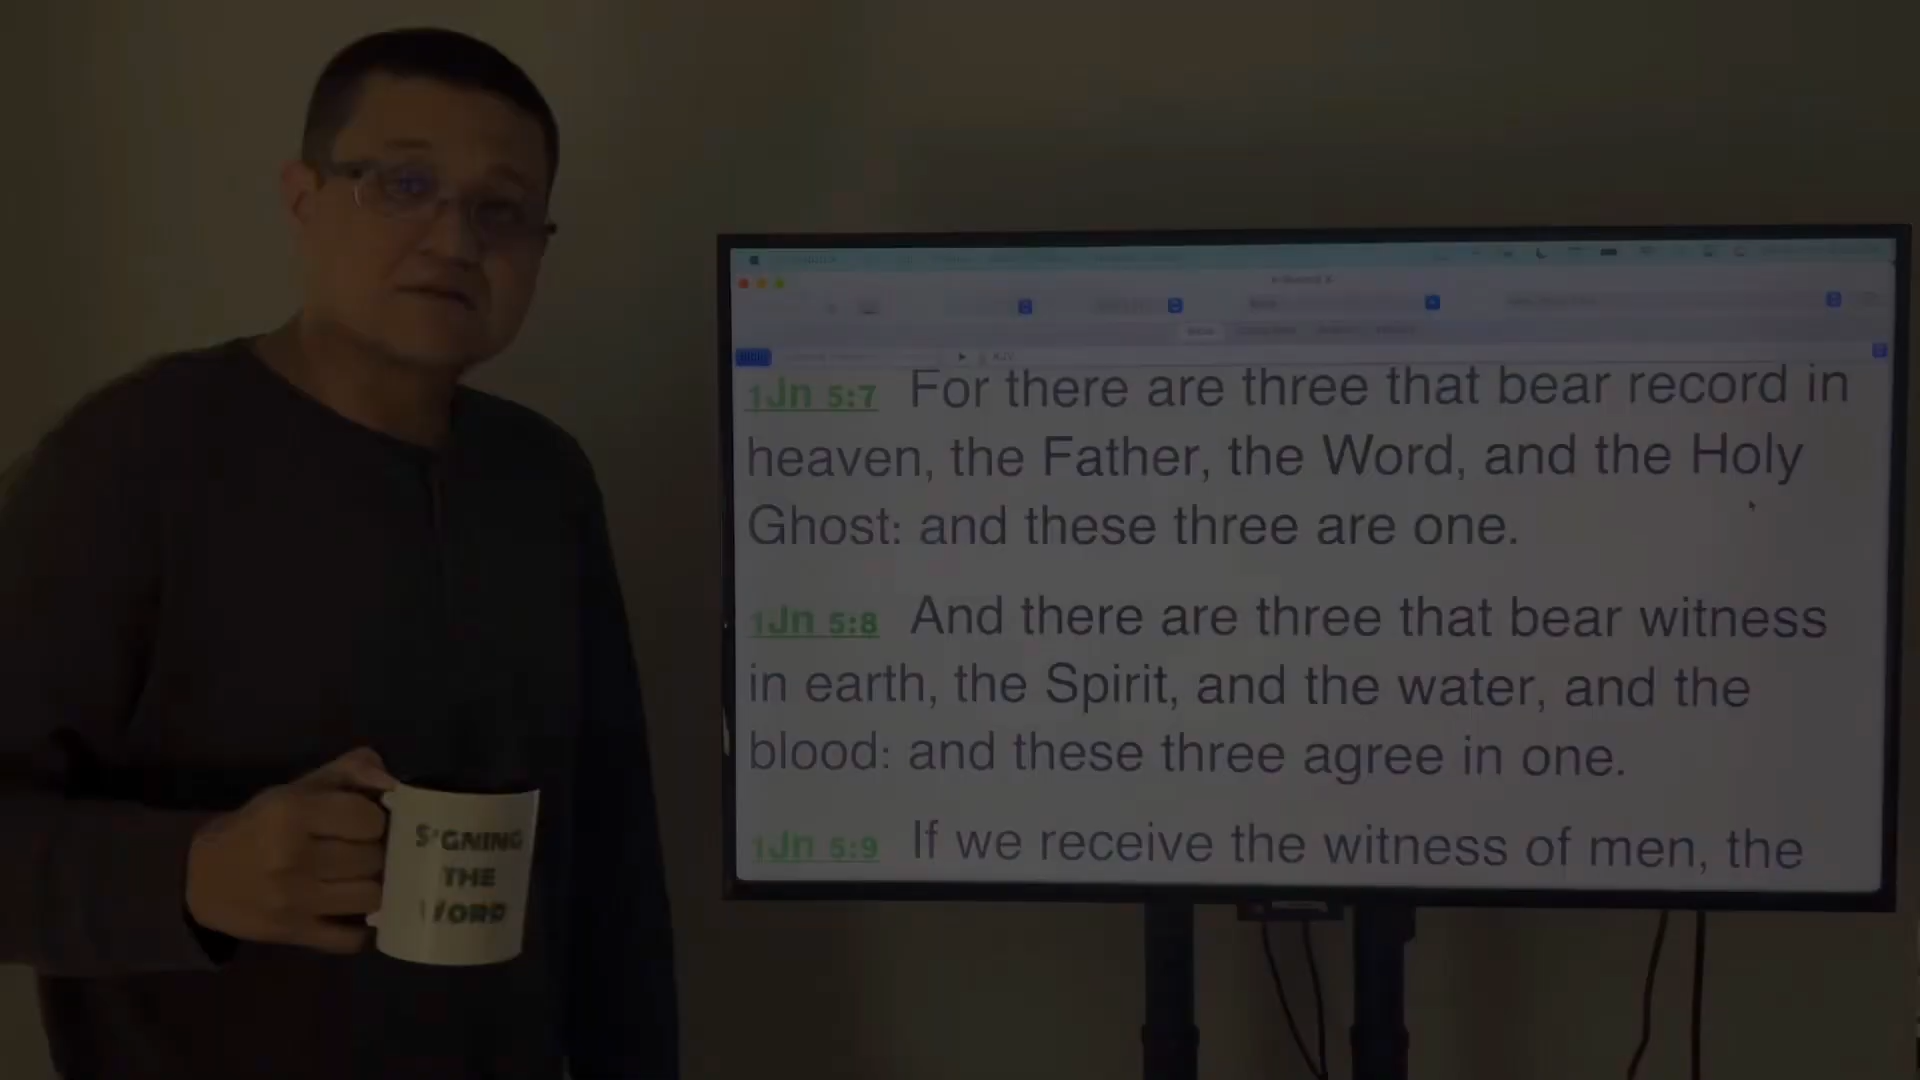 1Jn 5:7 For there are three that bear record in
heaven, the Father, the Word, and the Holy
Ghost: and these three are one.
1Jn 5:8 And there are three that bear witness
in earth, the Spirit, and the water, and the
blood: and these three agree in one.
1Jn 5:9 If we receive the witness of men, the
SIGNING
THE
WORD